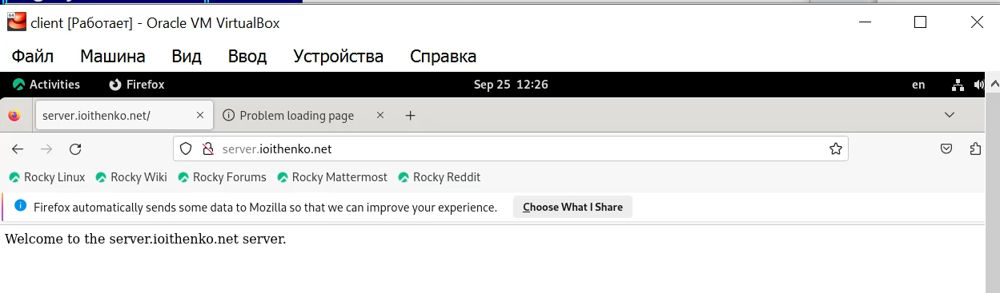 client [Работает] - Oracle VM VirtualBox
Файл Машина Вид Ввод Устройства Справка
Activities Firefox Sep 25 12:26 en
server.ioithenko.net/ Problem loading page
server.ioithenko.net
Rocky Linux Rocky Wiki Rocky Forums Rocky Mattermost Rocky Reddit
Firefox automatically sends some data to Mozilla so that we can improve your experience. Choose What I Share
Welcome to the server.ioithenko.net server.